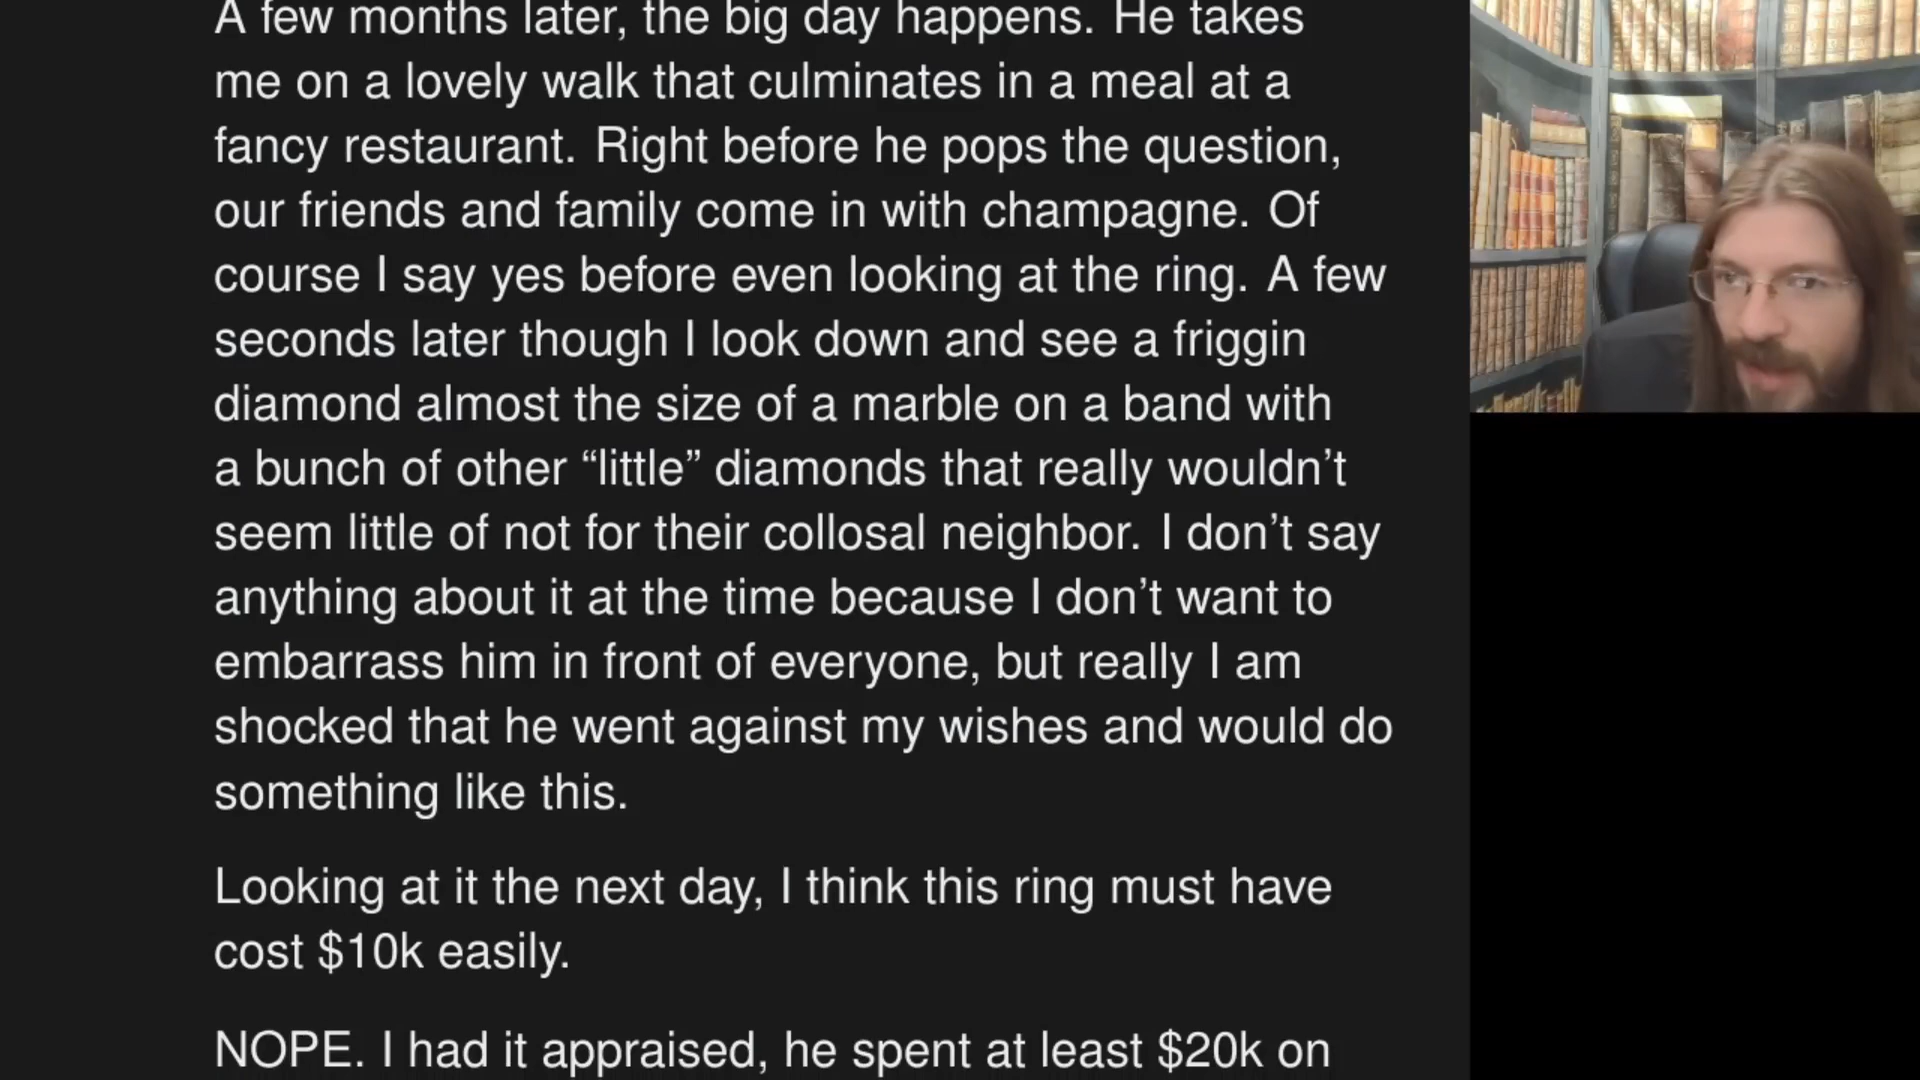 A few months later, the big day happens. He takes
me on a lovely walk that culminates in a meal at a
fancy restaurant. Right before he pops the question,
our friends and family come in with champagne. Of
course I say yes before even looking at the ring. A few
seconds later though I look down and see a friggin
diamond almost the size of a marble on a band with
a bunch of other “little” diamonds that really wouldn’t
seem little of not for their collosal neighbor. I don’t say
anything about it at the time because I don’t want to
embarrass him in front of everyone, but really I am
shocked that he went against my wishes and would do
something like this.
Looking at it the next day, I think this ring must have
cost $10k easily.
NOPE. I had it appraised, he spent at least $20k on